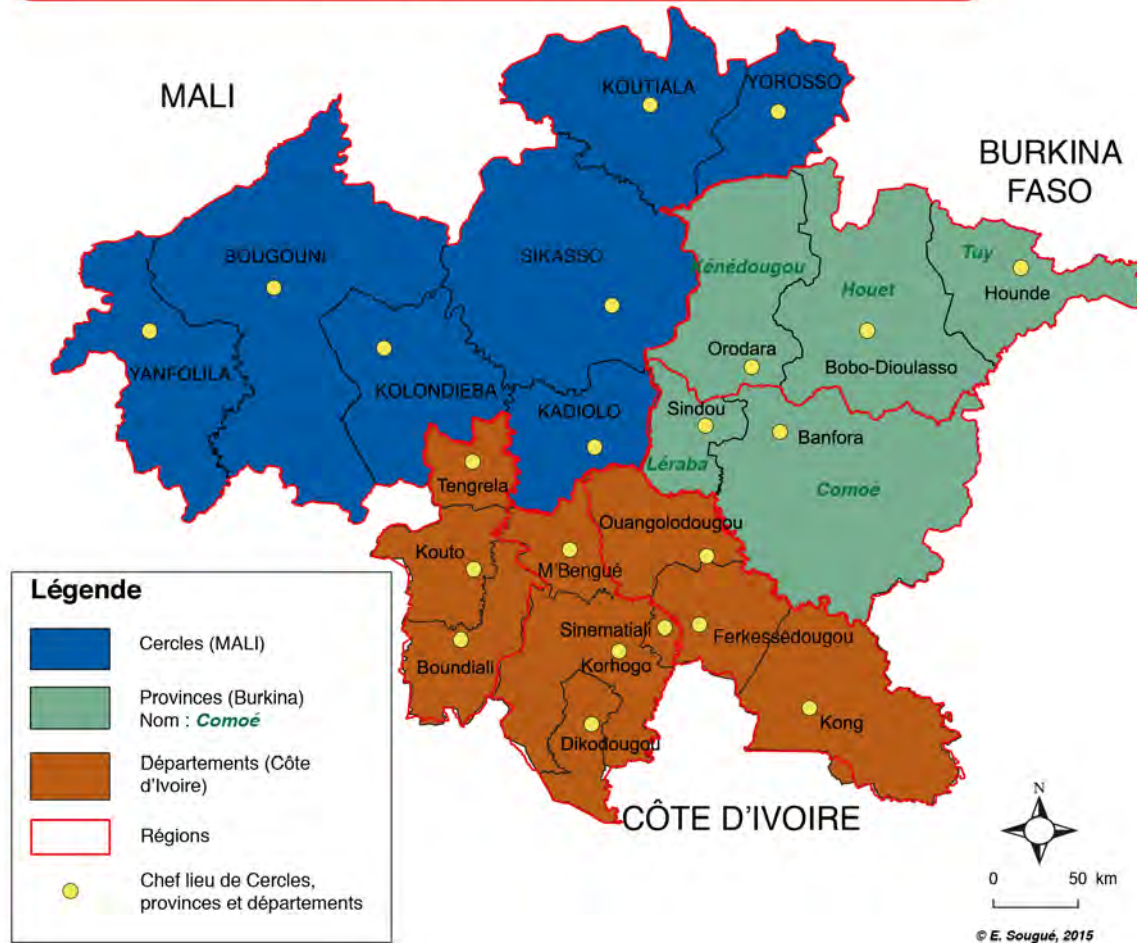 MALI
KOUTIALA
YOROSSO
BURKINA
FASO
BOUGOUNI
SIKASSO
Kénédougou
Tuy
Hounde
Houet
YANFOLILA
KOLONDIEBA
Orodara
Bobo-Dioulasso
KADIOLO
Sindou
Banfora
Léraba
Comoé
Tengrela
Ouangolodougou
Kouto
M'Bengué
Sinematiali
Ferkessédougou
Boundiali
Korhogo
Kong
Dikodougou
CÔTE D'IVOIRE
Légende
Cercles (MALI)
Provinces (Burkina)
Nom : Comoé
Départements (Côte
d'Ivoire)
Régions
Chef lieu de Cercles,
provinces et départements
N
0 50 km
© E. Sougué, 2015